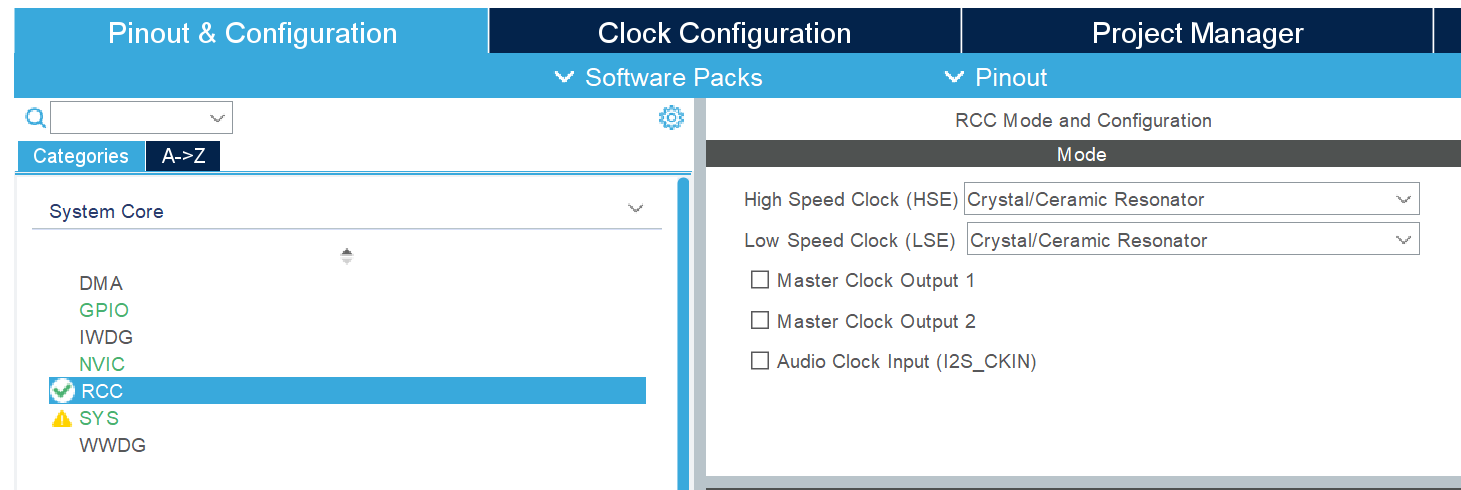 Pinout & Configuration
Clock Configuration
Project Manager
Software Packs
Pinout
Categories
A->Z
System Core
DMA
GPIO
IWDG
NVIC
RCC
SYS
WWDG
RCC Mode and Configuration
Mode
High Speed Clock (HSE) Crystal/Ceramic Resonator
Low Speed Clock (LSE) Crystal/Ceramic Resonator
Master Clock Output 1
Master Clock Output 2
Audio Clock Input (I2S_CKIN)